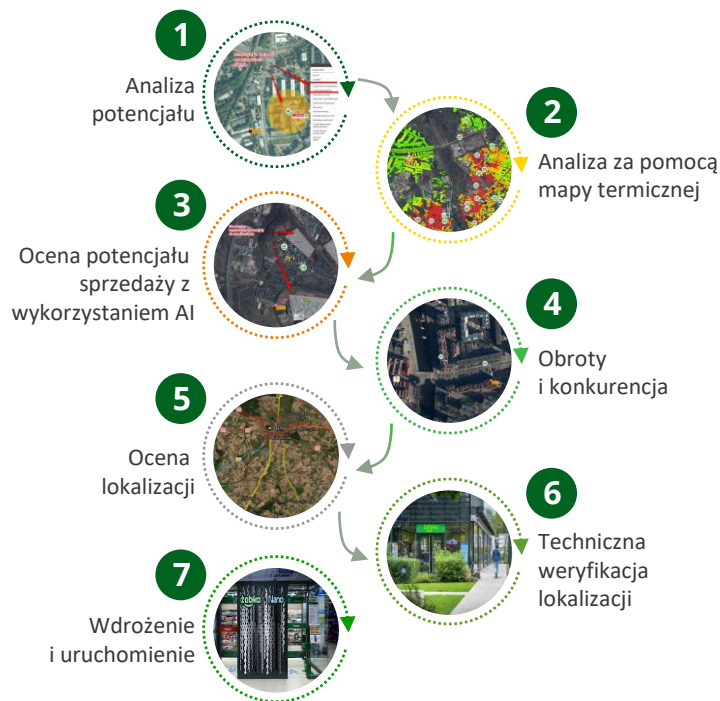 1
Analiza
potencjału
2
Analiza za pomocą
mapy termicznej
3
Ocena potencjału
sprzedaży z
wykorzystaniem AI
4
Obroty
i konkurencja
5
Ocena
lokalizacji
6
Techniczna
weryfikacja
lokalizacji
żabka
7
Wdrożenie
i uruchomienie
żabka Nano